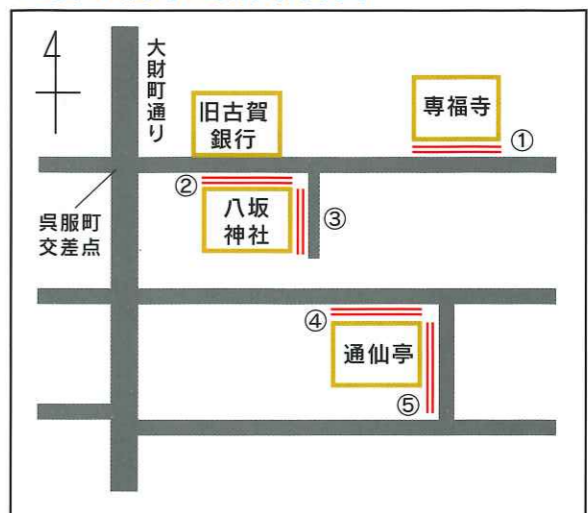 大財町通り
旧古賀
銀行
専福寺
①
②
八坂
神社
③
呉服町
交差点
④
通仙亭
⑤